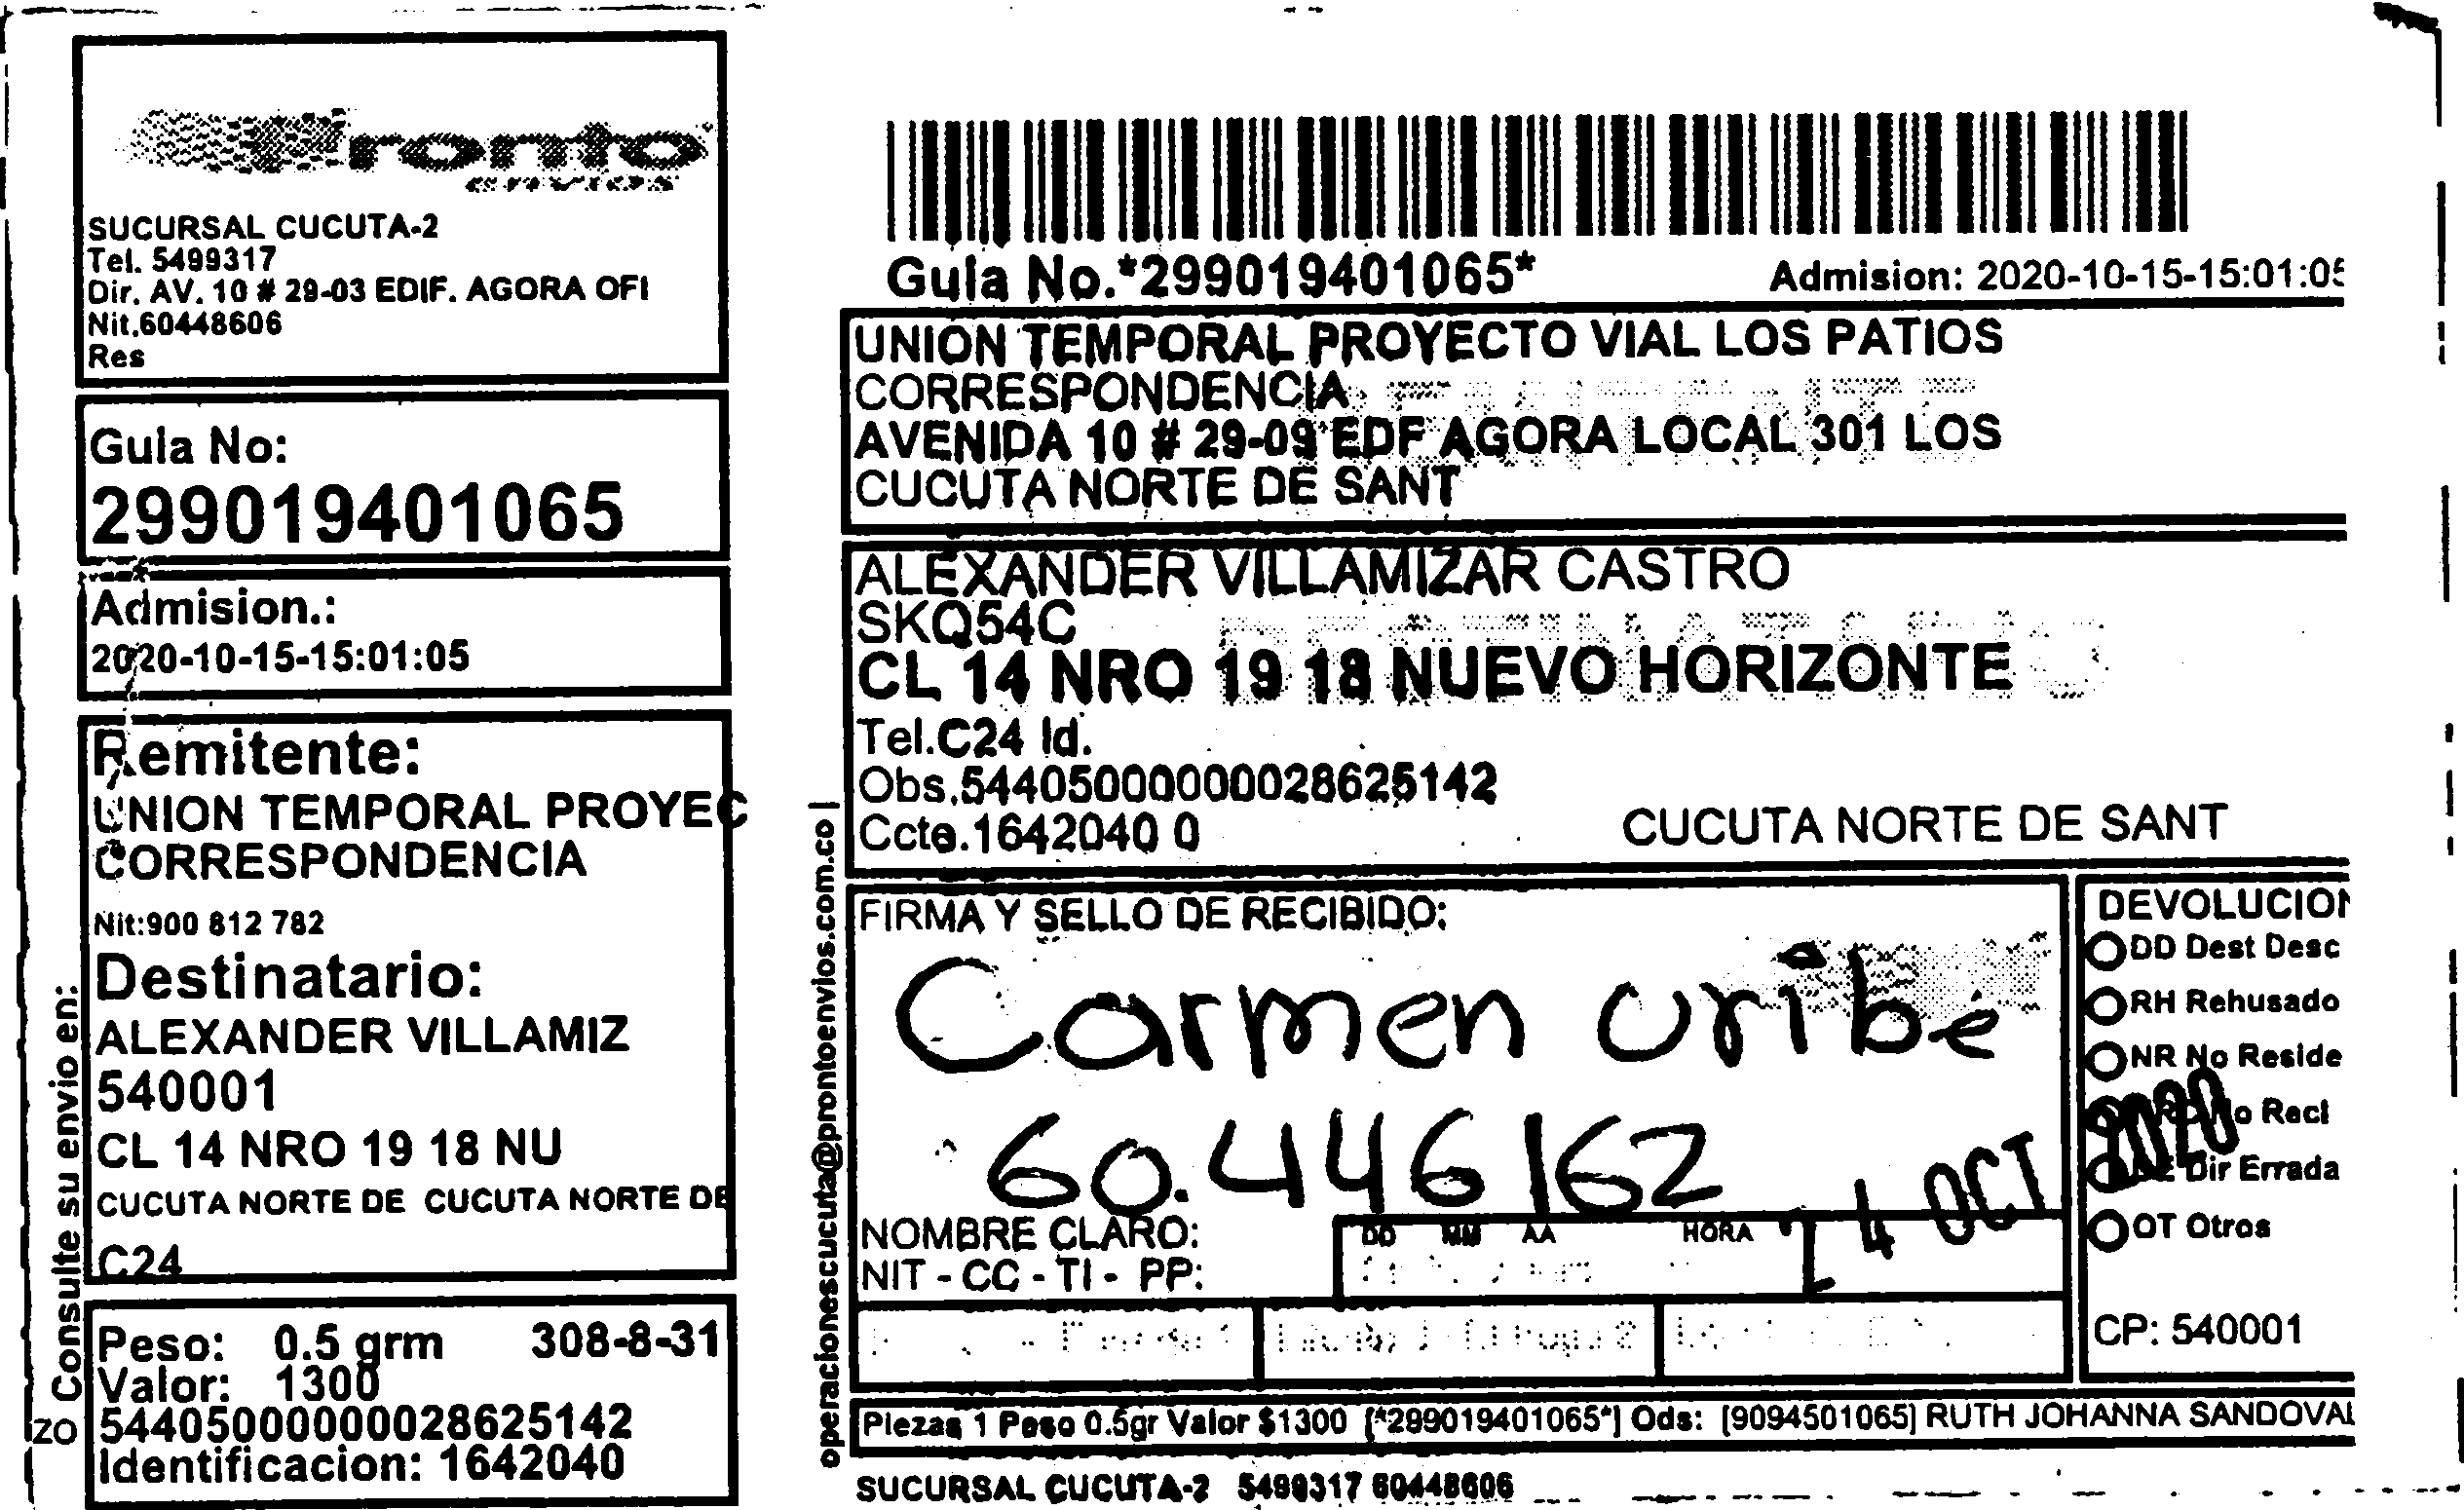 Pronto
envios
SUCURSAL CUCUTA-2
Tel. 5499317
Dir. AV. 10 # 29-03 EDIF. AGORA OFI
Nit.60448606
Res
Guia No:
299019401065
Admision.:
2020-10-15-15:01:05
Remitente:
UNION TEMPORAL PROYEC
CORRESPONDENCIA
Nit:900 812 782
Destinatario:
ALEXANDER VILLAMIZ
540001
CL 14 NRO 19 18 NU
CUCUTA NORTE DE CUCUTA NORTE DE
C24
Peso: 0.5 grm 308-8-31
Valor: 1300
544050000000028625142
Identificacion: 1642040
Consulte su envio en:
ZO
operacionescucuta@prontoenvios.com.co |
Guia No.*299019401065*
Admision: 2020-10-15-15:01:05
UNION TEMPORAL PROYECTO VIAL LOS PATIOS
CORRESPONDENCIA
AVENIDA 10 # 29-09 EDF AGORA LOCAL 301 LOS
CUCUTA NORTE DE SANT
REMITENTE
ALEXANDER VILLAMIZAR CASTRO
SKQ54C
CL 14 NRO 19 18 NUEVO HORIZONTE
DESTINATARIO
Tel.C24 Id.
Obs.544050000000028625142
Ccte.1642040 0
CUCUTA NORTE DE SANT
FIRMA Y SELLO DE RECIBIDO:
Carmen uribe
60.446162
NOMBRE CLARO:
NIT - CC - TI - PP:
DD MM AA HORA
OCT 2020
DEVOLUCION
DD Dest Desc
RH Rehusado
NR No Reside
No Recl
DE Dir Errada
OT Otros
CP: 540001
Piezas 1 Peso 0.5gr Valor $1300 [*299019401065*] Ods: [9094501065] RUTH JOHANNA SANDOVAL
SUCURSAL CUCUTA-2 5499317 60448606